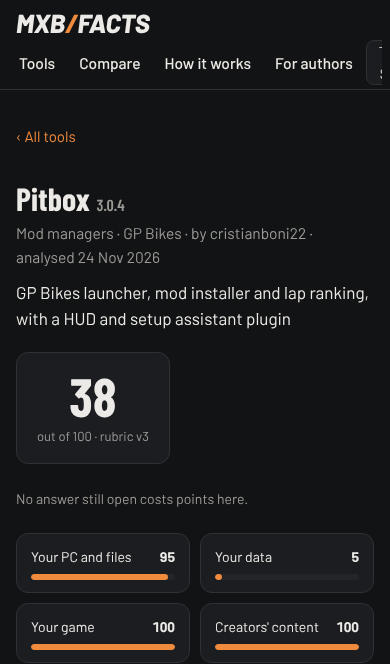 MXB/FACTS
Tools Compare How it works For authors
‹ All tools
Pitbox 3.0.4
Mod managers · GP Bikes · by cristianboni22 ·
analysed 24 Nov 2026
GP Bikes launcher, mod installer and lap ranking,
with a HUD and setup assistant plugin
38
out of 100 · rubric v3
No answer still open costs points here.
Your PC and files 95
Your data 5
Your game 100
Creators' content 100